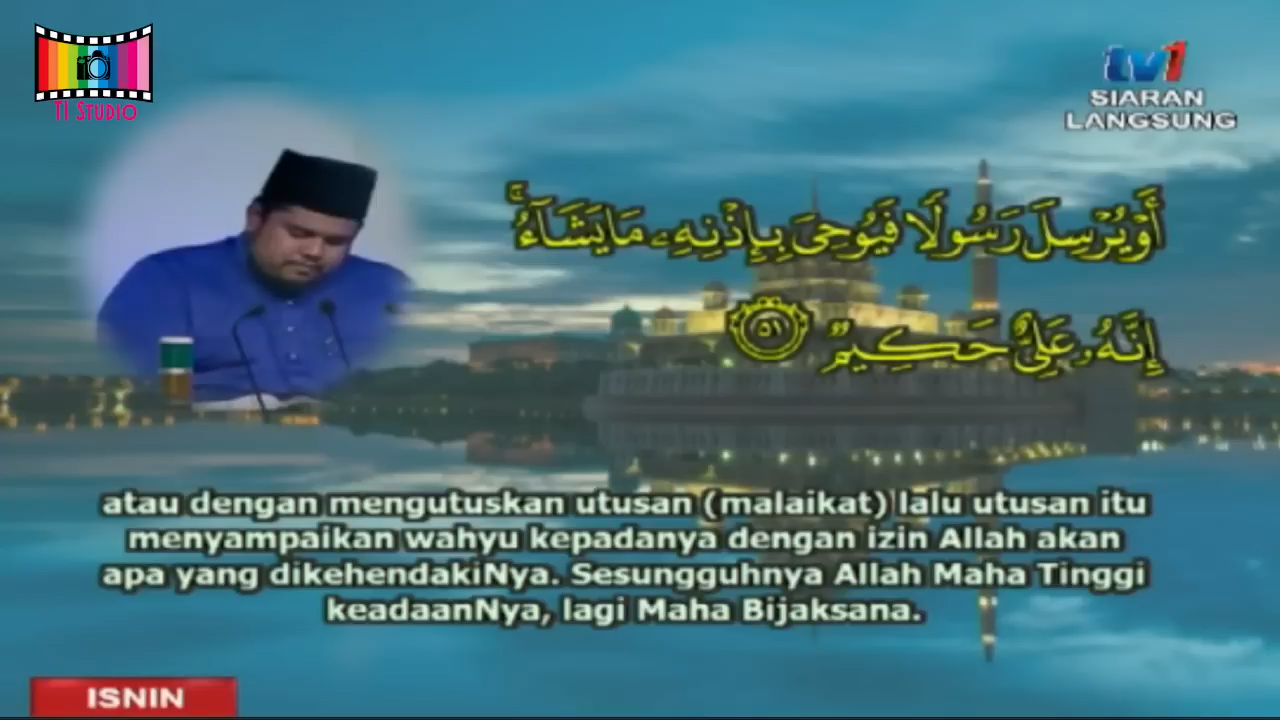 TI STUDIO
tv1
SIARAN
LANGSUNG
أَوْ يُرْسِلَ رَسُولًا فَيُوحِيَ بِإِذْنِهِۦ مَا يَشَآءُ ۚ
إِنَّهُۥ عَلِىٌّ حَكِيمٌ ٥١
atau dengan mengutuskan utusan (malaikat) lalu utusan itu
menyampaikan wahyu kepadanya dengan izin Allah akan
apa yang dikehendakiNya. Sesungguhnya Allah Maha Tinggi
keadaanNya, lagi Maha Bijaksana.
ISNIN